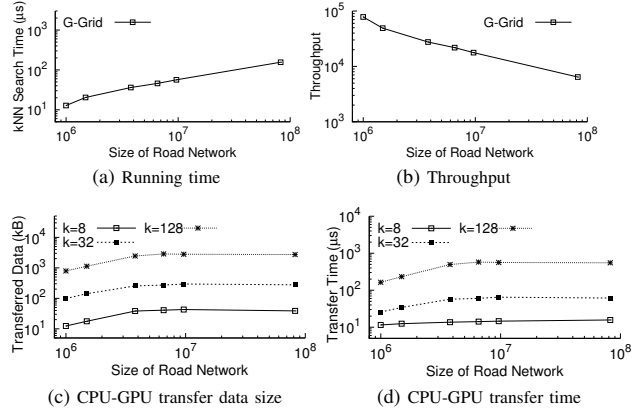 kNN Search Time (µs)
10³
10²
10¹
G-Grid
10⁶ 10⁷ 10⁸
Size of Road Network
(a) Running time
Throughput
10⁵
10⁴
10³
G-Grid
10⁶ 10⁷ 10⁸
Size of Road Network
(b) Throughput
Transferred Data (kB)
10⁴
10³
10²
10¹
k=8 k=128
k=32
10⁶ 10⁷ 10⁸
Size of Road Network
(c) CPU-GPU transfer data size
Transfer Time (µs)
10⁴
10³
10²
10¹
k=8 k=128
k=32
10⁶ 10⁷ 10⁸
Size of Road Network
(d) CPU-GPU transfer time